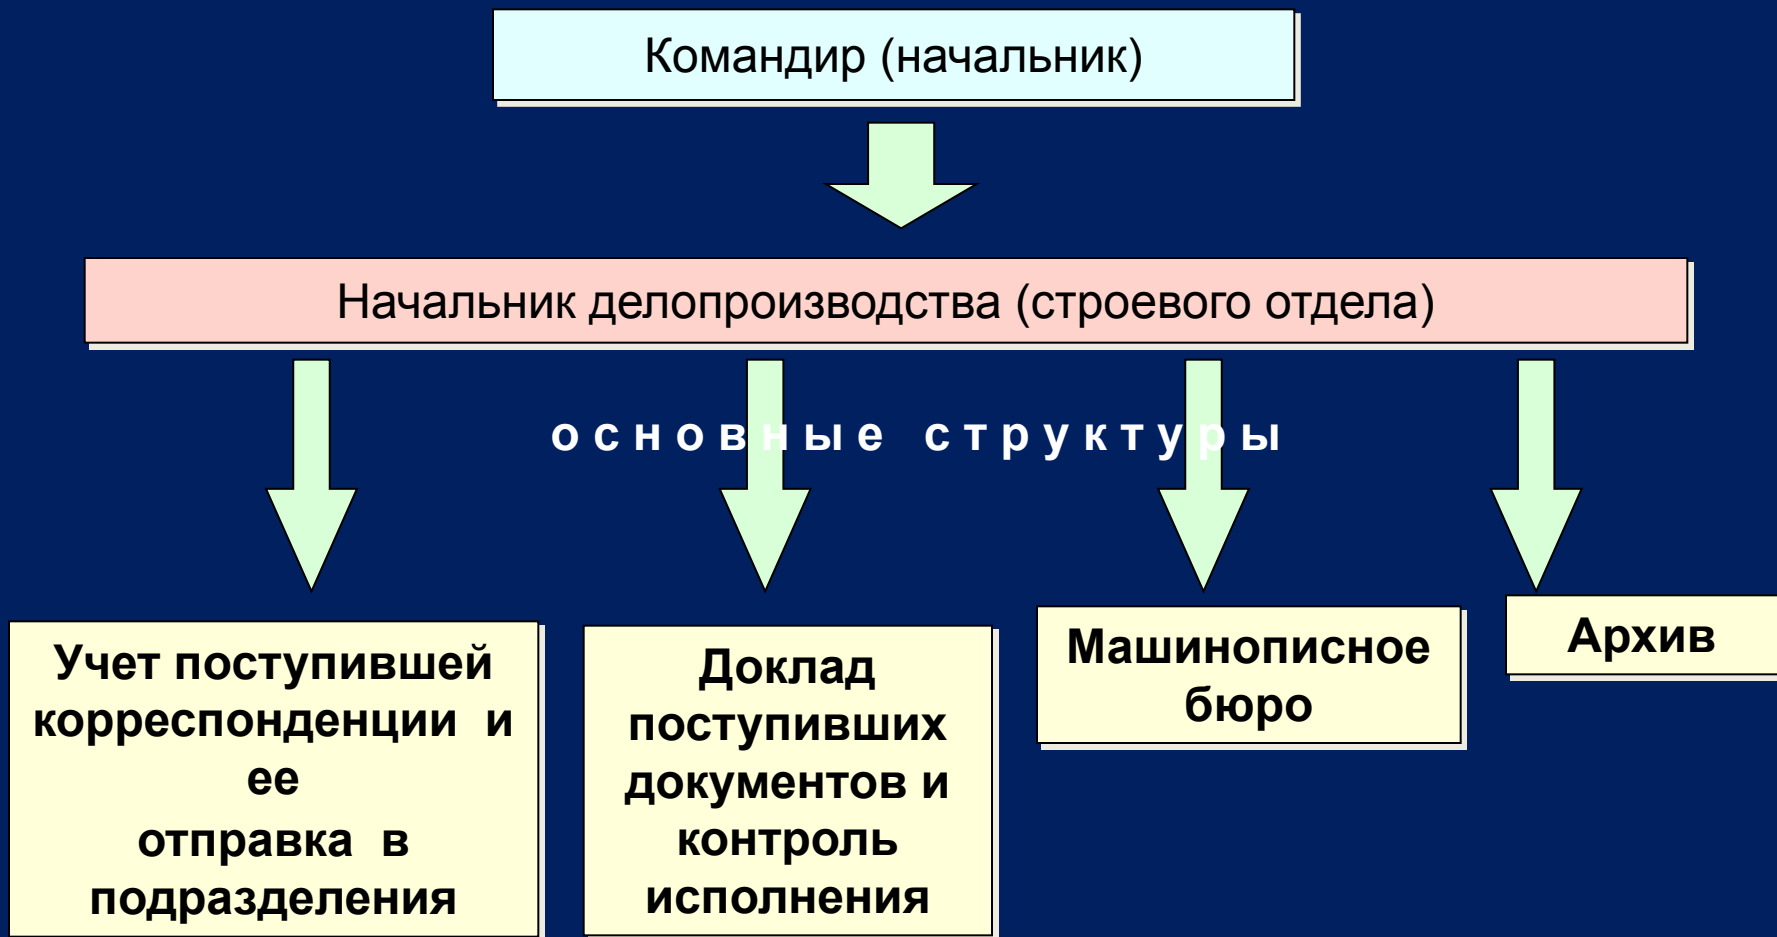 Командир (начальник)
Начальник делопроизводства (строевого отдела)
основные структуры
Учет поступившей
корреспонденции и
ее
отправка в
подразделения
Доклад
поступивших
документов и
контроль
исполнения
Машинописное
бюро
Архив